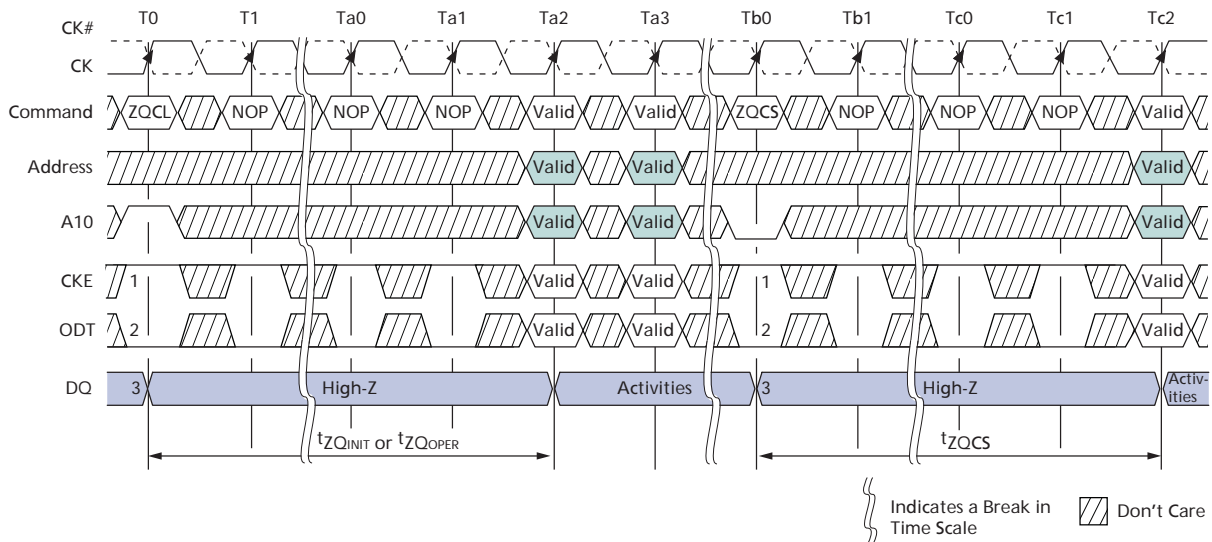 T0 T1 Ta0 Ta1 Ta2 Ta3 Tb0 Tb1 Tc0 Tc1 Tc2
CK#
CK
Command ZQCL NOP NOP NOP Valid Valid ZQCS NOP NOP NOP Valid
Address Valid Valid Valid
A10 Valid Valid Valid
CKE 1 Valid Valid 1 Valid
ODT 2 Valid Valid 2 Valid
DQ 3 High-Z Activities 3 High-Z Activ-
ities
tZQINIT or tZQOPER tZQCS
Indicates a Break in
Time Scale
Don't Care